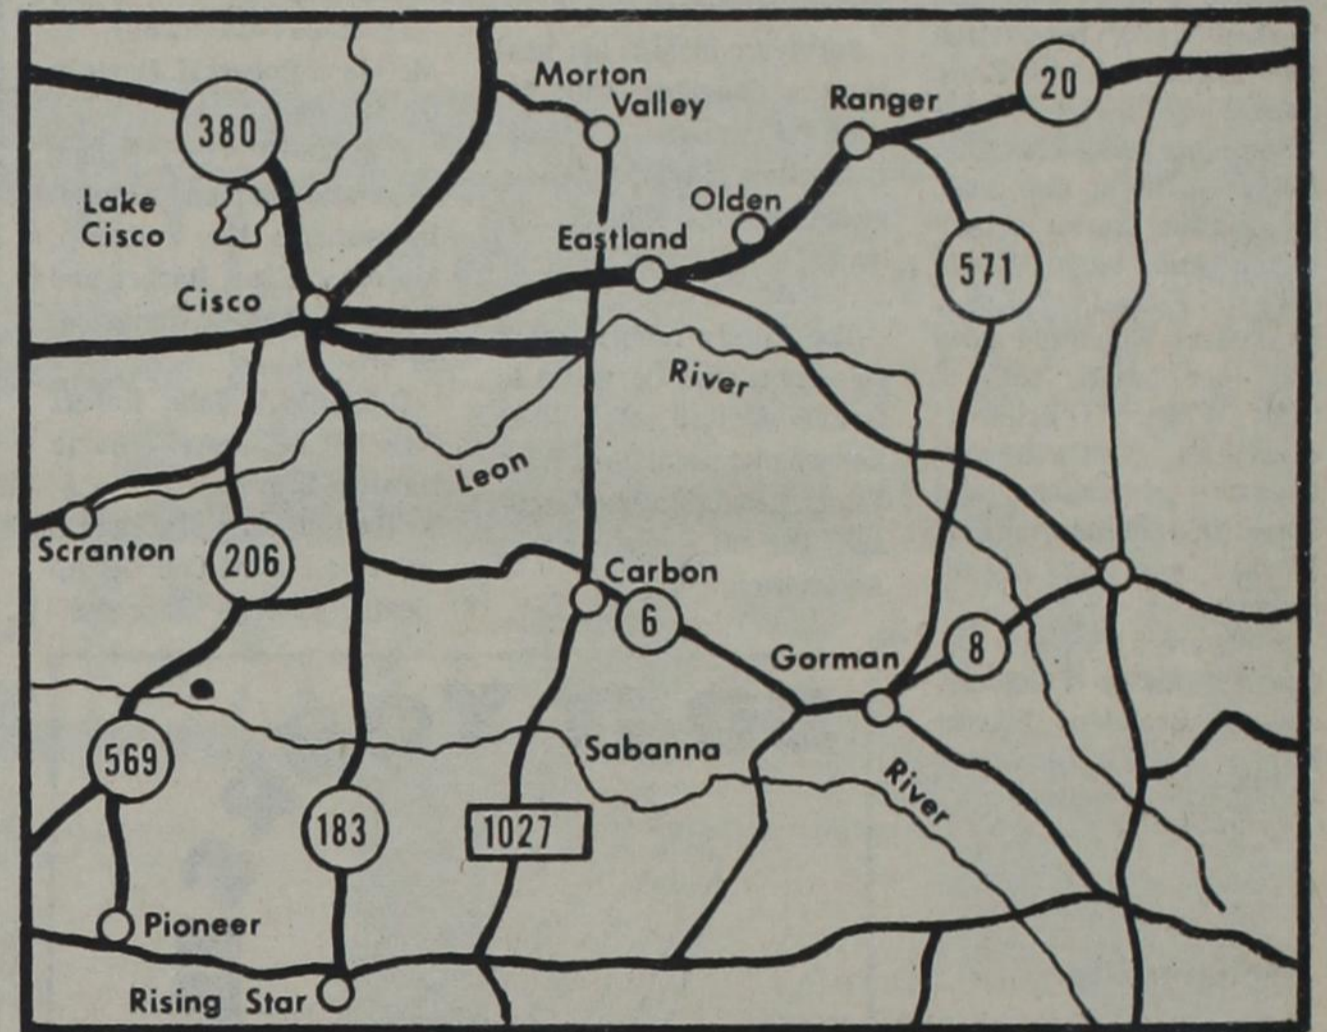 Morton
Valley
20
Ranger
380
Lake
Cisco
Olden
Eastland
571
Cisco
River
Leon
Scranton
206
Carbon
6
Gorman
8
Sabanna
569
River
183
1027
Pioneer
Rising Star